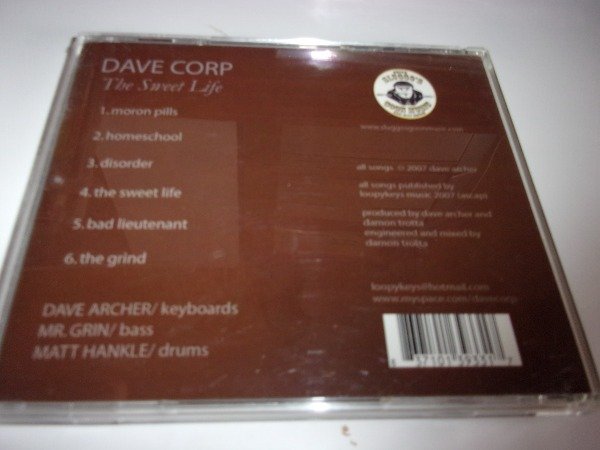 DAVE CORP
The Sweet Life
1. moron pills
2. homeschool
3. disorder
4. the sweet life
5. bad lieutenant
6. the grind
DAVE ARCHER/ keyboards
MR. GRIN/ bass
MATT HANKLE/ drums
all songs © 2007 dave archer
all songs published by
loopykeys music 2007 (ascap)
produced by dave archer and
damon trotta
engineered and mixed by
damon trotta
loopykeys@hotmail.com
www.myspace.com/davecorp